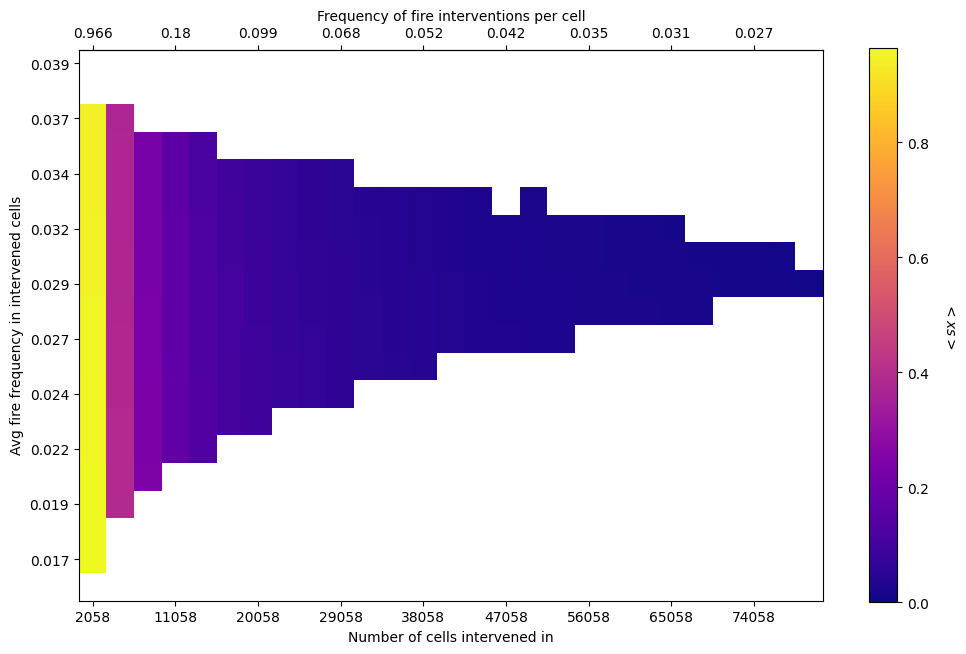 Frequency of fire interventions per cell
0.966 0.18 0.099 0.068 0.052 0.042 0.035 0.031 0.027
Avg fire frequency in intervened cells
0.039
0.037
0.034
0.032
0.029
0.027
0.024
0.022
0.019
0.017
2058 11058 20058 29058 38058 47058 56058 65058 74058
Number of cells intervened in
0.8
0.6
0.4
0.2
0.0
< sx >